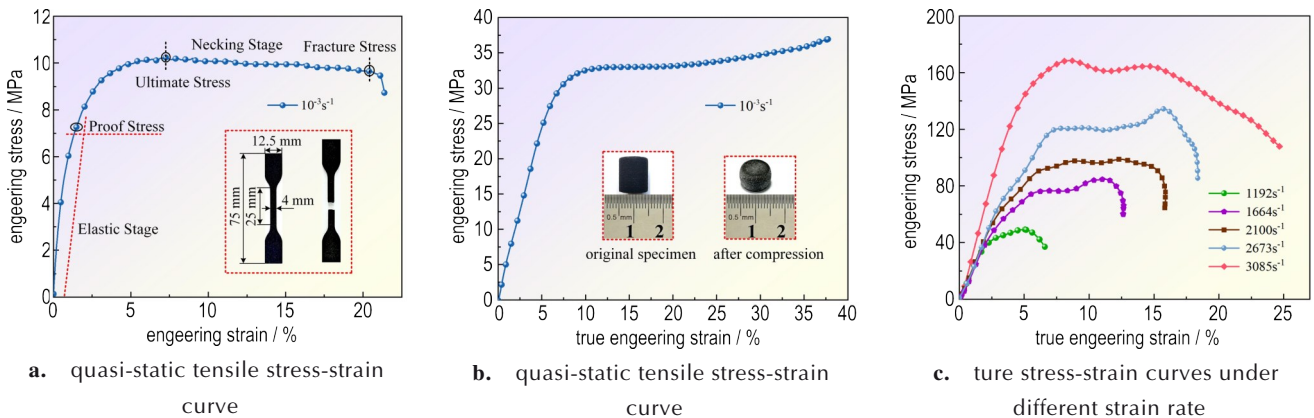 12
10
8
6
4
2
0
engeering stress / MPa
Necking Stage
Fracture Stress
Ultimate Stress
10⁻³s⁻¹
Proof Stress
12.5 mm
75 mm
25 mm
4 mm
Elastic Stage
0 5 10 15 20
engeering strain / %
a. quasi-static tensile stress-strain
curve
40
35
30
25
20
15
10
5
0
engeering stress / MPa
10⁻³s⁻¹
0.5 mm
1 2
0.5 mm
1 2
original specimen
after compression
0 5 10 15 20 25 30 35 40
true engeering strain / %
b. quasi-static tensile stress-strain
curve
200
160
120
80
40
0
engeering stress / MPa
1192s⁻¹
1664s⁻¹
2100s⁻¹
2673s⁻¹
3085s⁻¹
0 5 10 15 20 25
true engeering strain / %
c. ture stress-strain curves under
different strain rate